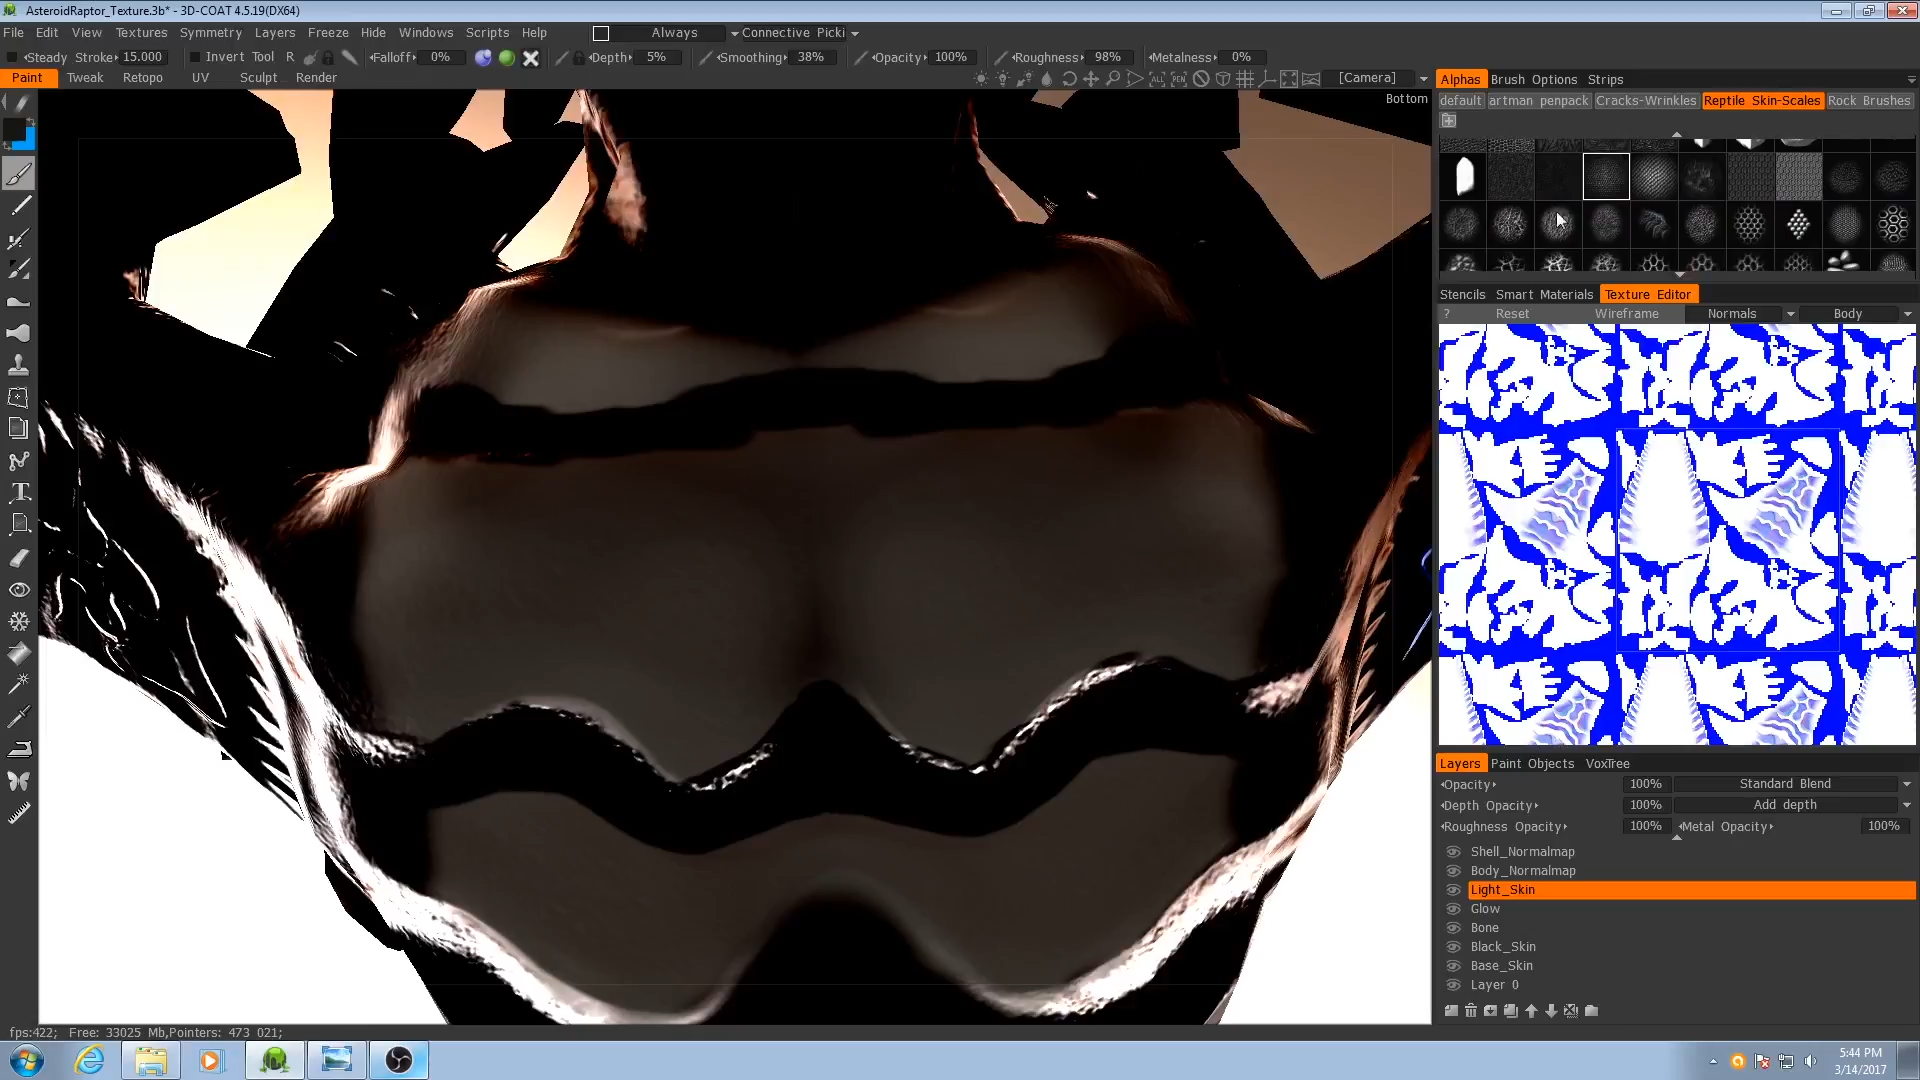 AsteroidRaptor_Texture.3b* - 3D-COAT 4.5.19(DX64)
File Edit View Textures Symmetry Layers Freeze Hide Windows Scripts Help Always Connective Picki
Steady Stroke 15.000 Invert Tool R Falloff 0% Depth 5% Smoothing 38% Opacity 100% Roughness 98% Metalness 0%
Paint Tweak Retopo UV Sculpt Render [Camera]
Bottom
Alphas Brush Options Strips
default artman penpack Cracks-Wrinkles Reptile Skin-Scales Rock Brushes
Stencils Smart Materials Texture Editor
? Reset Wireframe Normals Body
Layers Paint Objects VoxTree
Opacity 100% Standard Blend
Depth Opacity 100% Add depth
Roughness Opacity 100% Metal Opacity 100%
Shell_Normalmap
Body_Normalmap
Light_Skin
Glow
Bone
Black_Skin
Base_Skin
Layer 0
fps:422; Free: 33025 Mb,Pointers: 473 021;
5:44 PM
3/14/2017